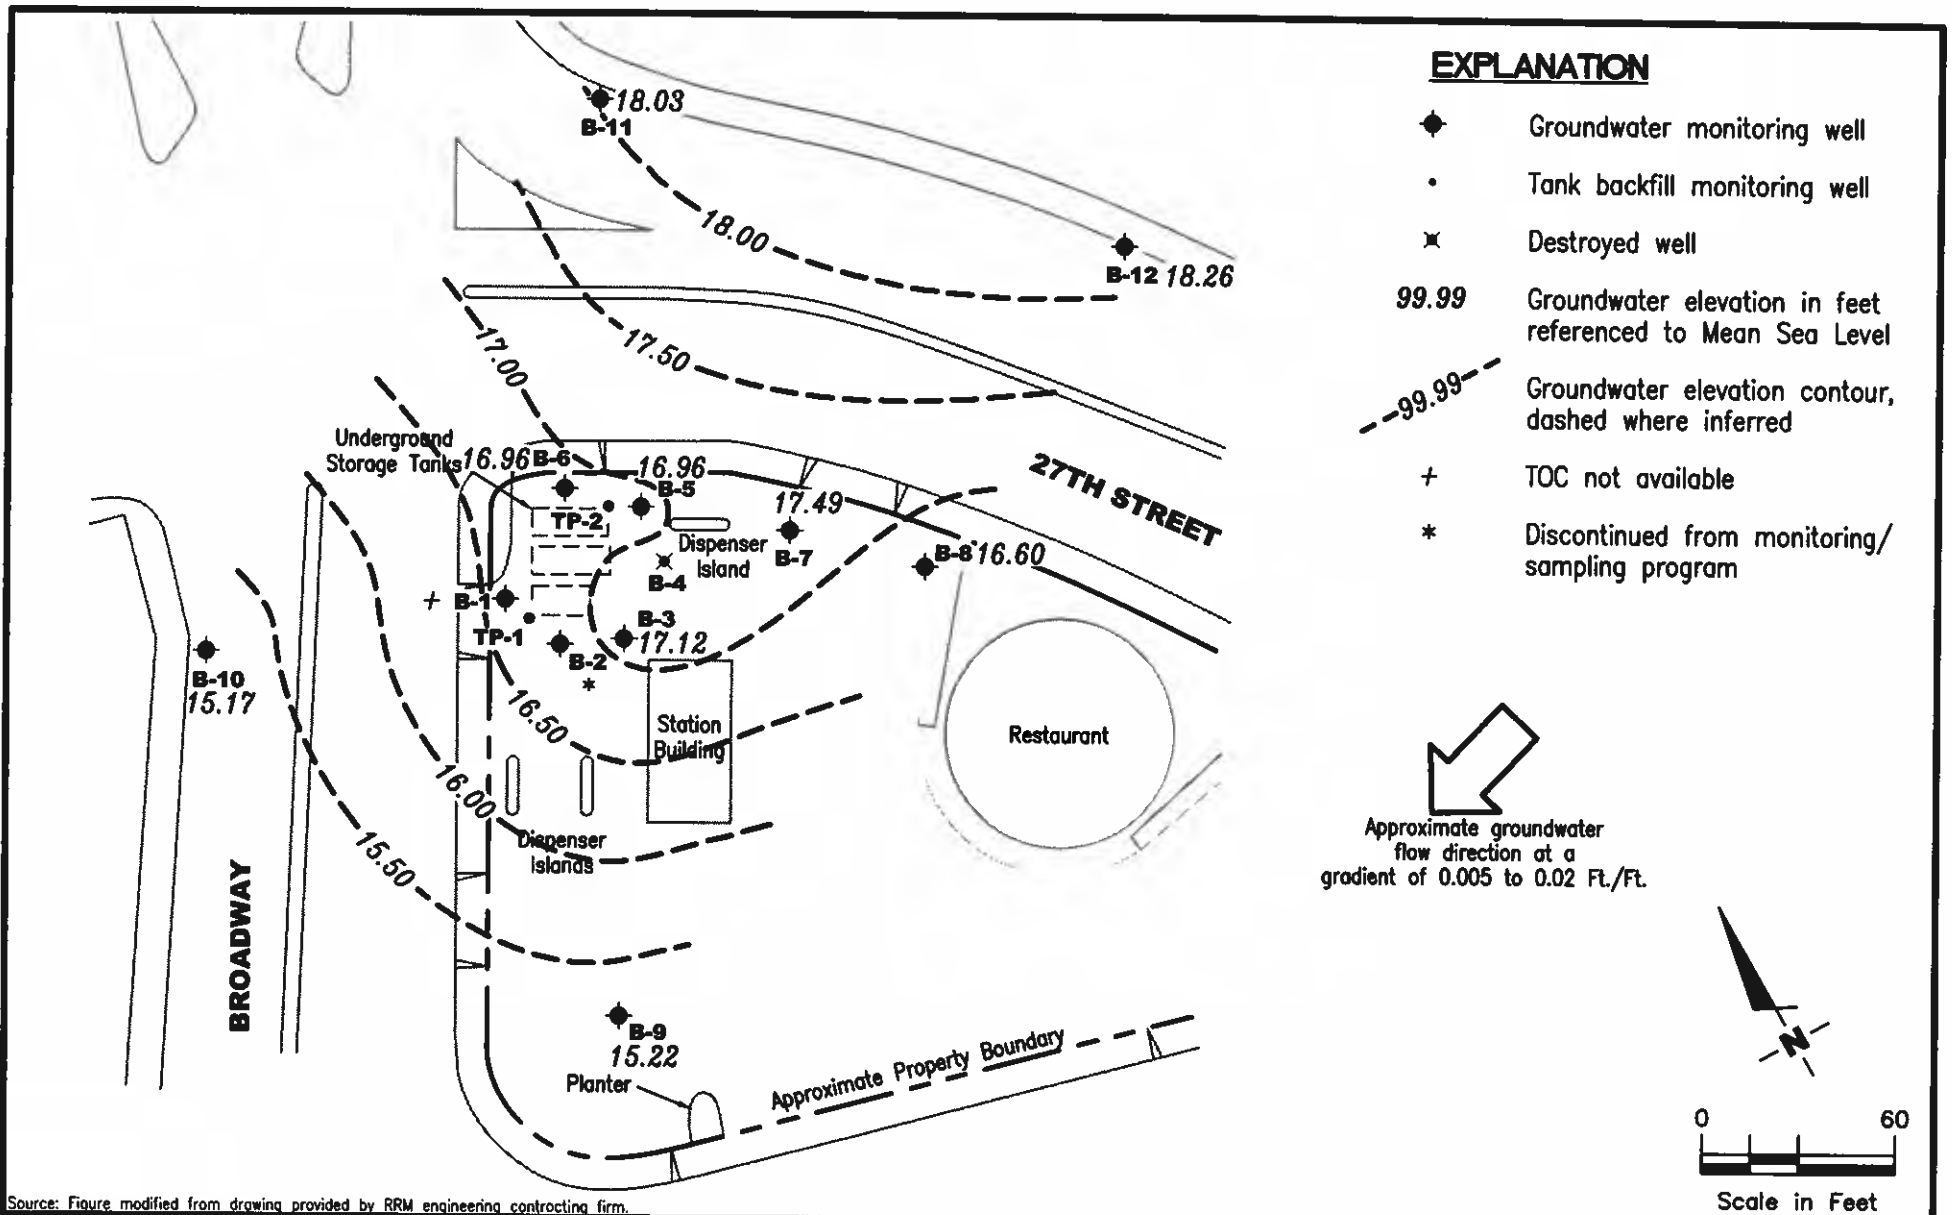 EXPLANATION
Groundwater monitoring well
Tank backfill monitoring well
Destroyed well
99.99 Groundwater elevation in feet
referenced to Mean Sea Level
99.99 Groundwater elevation contour,
dashed where inferred
+ TOC not available
* Discontinued from monitoring/
sampling program
18.03
B-11
18.00
B-12 18.26
17.50
17.00
Underground
Storage Tanks
16.96 B-6
16.96
B-5
TP-2
17.49
B-7
Dispenser
Island
B-4
B-8 16.60
27TH STREET
+ B-1
TP-1
B-3
17.12
B-2
*
B-10
15.17
16.50
Station
Building
Restaurant
16.00
Dispenser
Islands
15.50
BROADWAY
B-9
15.22
Planter
Approximate Property Boundary
Approximate groundwater
flow direction at a
gradient of 0.005 to 0.02 Ft./Ft.
N
0 60
Scale in Feet
Source: Figure modified from drawing provided by RRM engineering contracting firm.